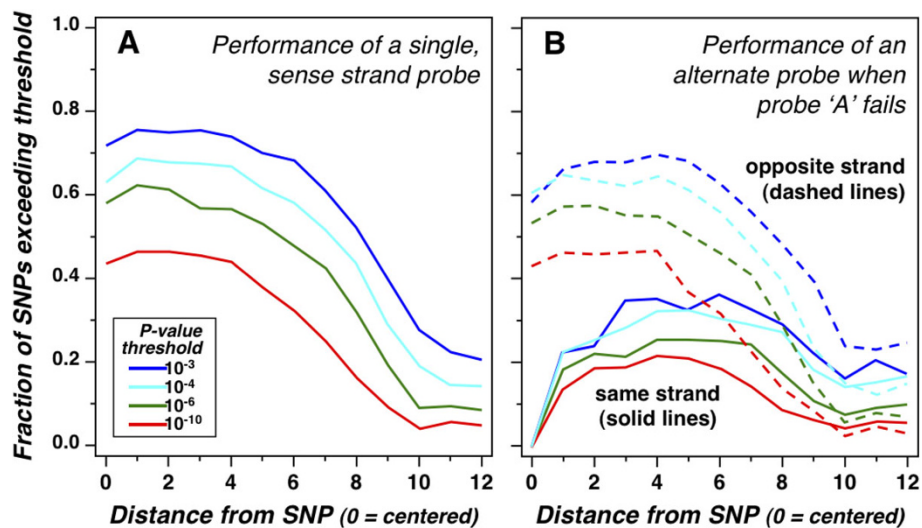 Fraction of SNPs exceeding threshold
1.0
0.8
0.6
0.4
0.2
0.0
A
Performance of a single,
sense strand probe
P-value
threshold
10-3
10-4
10-6
10-10
0 2 4 6 8 10 12
Distance from SNP (0 = centered)
B
Performance of an
alternate probe when
probe ‘A’ fails
opposite strand
(dashed lines)
same strand
(solid lines)
0 2 4 6 8 10 12
Distance from SNP (0 = centered)